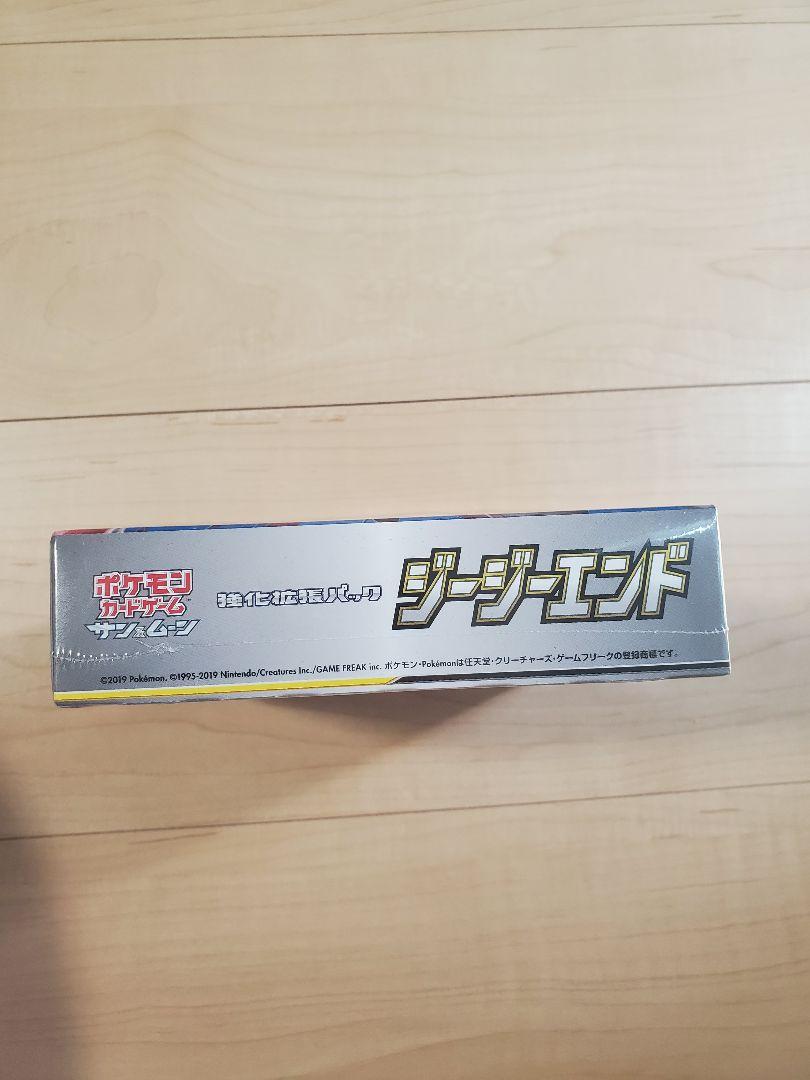 ポケモン
カードゲーム
サン&ムーン
強化拡張パック
ジージーエンド
©2019 Pokémon. ©1995-2019 Nintendo/Creatures Inc./GAME FREAK inc. ポケモン・Pokémonは任天堂・クリーチャーズ・ゲームフリークの登録商標です。